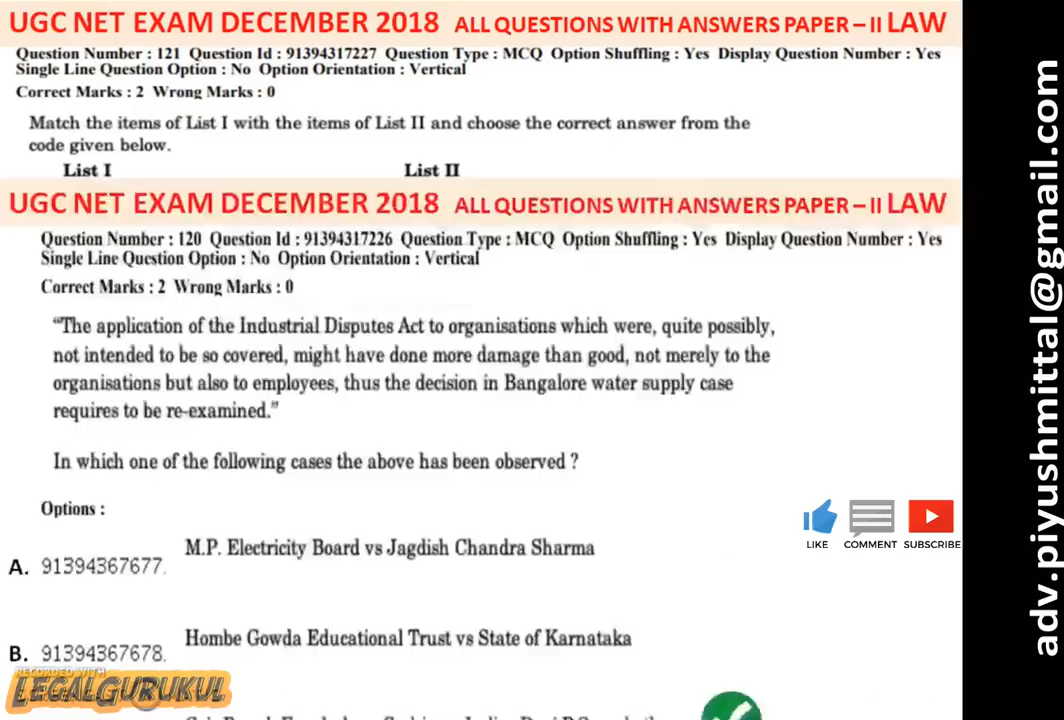 UGC NET EXAM DECEMBER 2018 ALL QUESTIONS WITH ANSWERS PAPER – II LAW
Question Number : 121 Question Id : 91394317227 Question Type : MCQ Option Shuffling : Yes Display Question Number : Yes
Single Line Question Option : No Option Orientation : Vertical
Correct Marks : 2 Wrong Marks : 0
Match the items of List I with the items of List II and choose the correct answer from the
code given below.
List I List II
UGC NET EXAM DECEMBER 2018 ALL QUESTIONS WITH ANSWERS PAPER – II LAW
Question Number : 120 Question Id : 91394317226 Question Type : MCQ Option Shuffling : Yes Display Question Number : Yes
Single Line Question Option : No Option Orientation : Vertical
Correct Marks : 2 Wrong Marks : 0
"The application of the Industrial Disputes Act to organisations which were, quite possibly,
not intended to be so covered, might have done more damage than good, not merely to the
organisations but also to employees, thus the decision in Bangalore water supply case
requires to be re-examined."
In which one of the following cases the above has been observed ?
Options :
M.P. Electricity Board vs Jagdish Chandra Sharma
A. 91394367677.
Hombe Gowda Educational Trust vs State of Karnataka
B. 91394367678.
RECORDED WITH
LEGALGURUKUL
LIKE COMMENT SUBSCRIBE
adv.piyushmittal@gmail.com